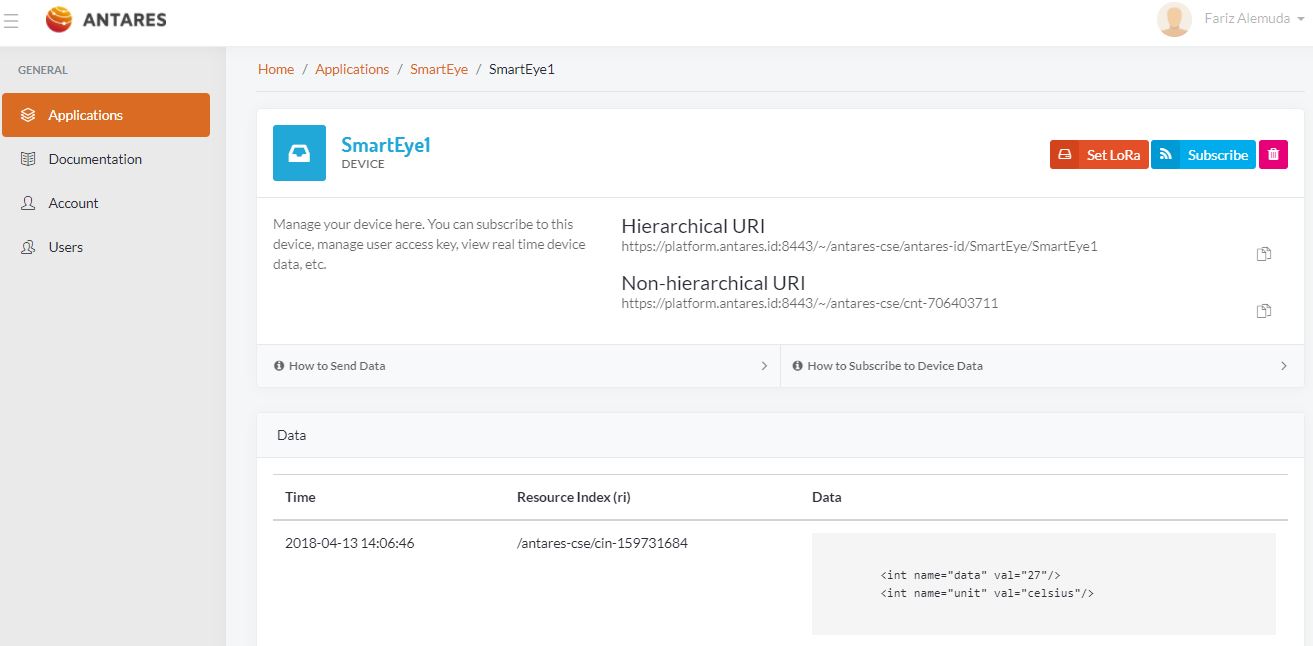 ANTARES
Fariz Alemuda
GENERAL
Applications
Documentation
Account
Users
Home / Applications / SmartEye / SmartEye1
SmartEye1
DEVICE
Set LoRa
Subscribe
Manage your device here. You can subscribe to this
device, manage user access key, view real time device
data, etc.
Hierarchical URI
https://platform.antares.id:8443/~/antares-cse/antares-id/SmartEye/SmartEye1
Non-hierarchical URI
https://platform.antares.id:8443/~/antares-cse/cnt-706403711
How to Send Data
How to Subscribe to Device Data
Data
Time Resource Index (ri) Data
2018-04-13 14:06:46 /antares-cse/cin-159731684
<int name="data" val="27"/>
<int name="unit" val="celsius"/>